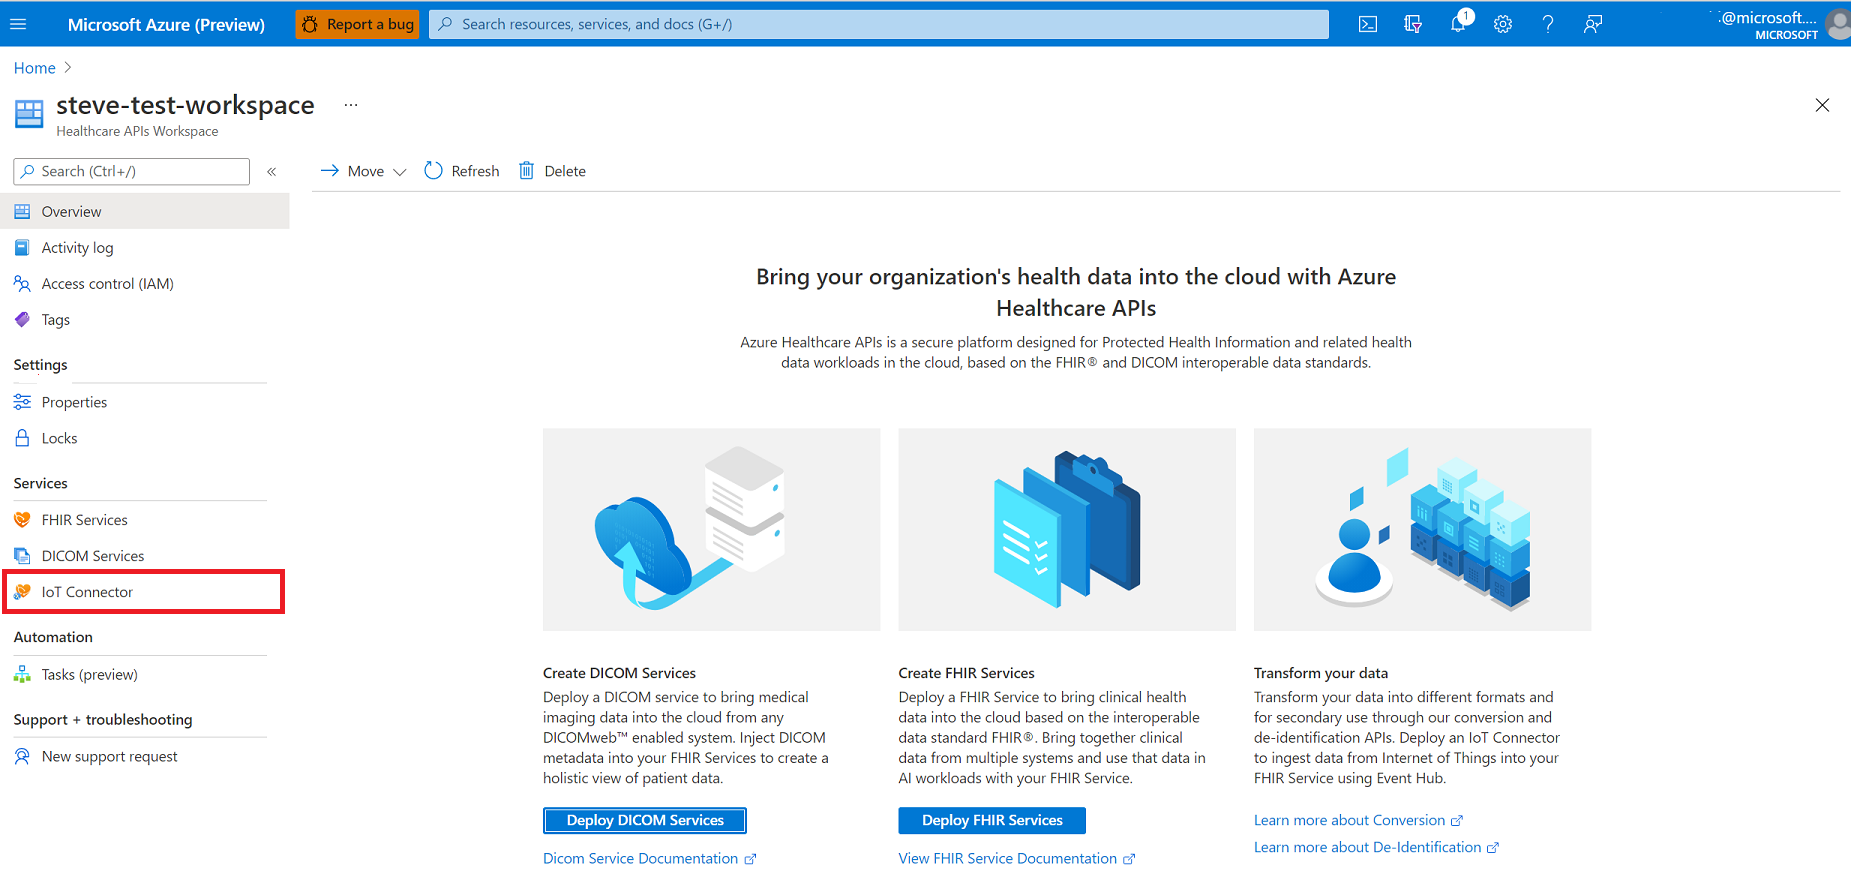 Microsoft Azure (Preview)
Report a bug
Search resources, services, and docs (G+/)
1
@microsoft....
MICROSOFT
Home
steve-test-workspace
...
Healthcare APIs Workspace
Search (Ctrl+/)
«
Move
Refresh
Delete
Overview
Activity log
Access control (IAM)
Tags
Settings
Properties
Locks
Services
FHIR Services
DICOM Services
IoT Connector
Automation
Tasks (preview)
Support + troubleshooting
New support request
Bring your organization's health data into the cloud with Azure
Healthcare APIs
Azure Healthcare APIs is a secure platform designed for Protected Health Information and related health
data workloads in the cloud, based on the FHIR® and DICOM interoperable data standards.
Create DICOM Services
Deploy a DICOM service to bring medical
imaging data into the cloud from any
DICOMweb™ enabled system. Inject DICOM
metadata into your FHIR Services to create a
holistic view of patient data.
Deploy DICOM Services
Dicom Service Documentation
Create FHIR Services
Deploy a FHIR Service to bring clinical health
data into the cloud based on the interoperable
data standard FHIR®. Bring together clinical
data from multiple systems and use that data in
AI workloads with your FHIR Service.
Deploy FHIR Services
View FHIR Service Documentation
Transform your data
Transform your data into different formats and
for secondary use through our conversion and
de-identification APIs. Deploy an IoT Connector
to ingest data from Internet of Things into your
FHIR Service using Event Hub.
Learn more about Conversion
Learn more about De-Identification